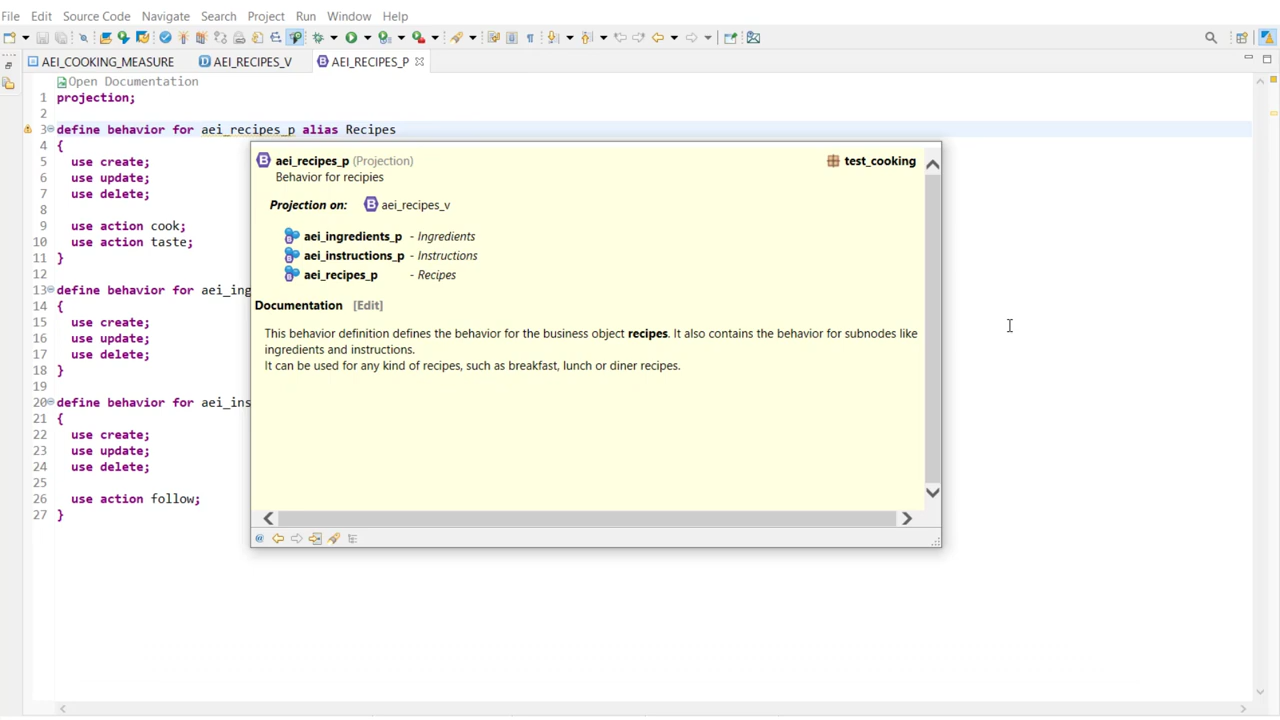 File Edit Source Code Navigate Search Project Run Window Help
AEI_COOKING_MEASURE AEI_RECIPES_V AEI_RECIPES_P
Open Documentation
1 projection;
2
3 define behavior for aei_recipes_p alias Recipes
4 {
5 use create;
6 use update;
7 use delete;
8
9 use action cook;
10 use action taste;
11 }
12
13 define behavior for aei_ing
14 {
15 use create;
16 use update;
17 use delete;
18 }
19
20 define behavior for aei_ins
21 {
22 use create;
23 use update;
24 use delete;
25
26 use action follow;
27 }
aei_recipes_p (Projection) test_cooking
Behavior for recipies
Projection on: aei_recipes_v
aei_ingredients_p - Ingredients
aei_instructions_p - Instructions
aei_recipes_p - Recipes
Documentation [Edit]
This behavior definition defines the behavior for the business object recipes. It also contains the behavior for subnodes like
ingredients and instructions.
It can be used for any kind of recipes, such as breakfast, lunch or diner recipes.